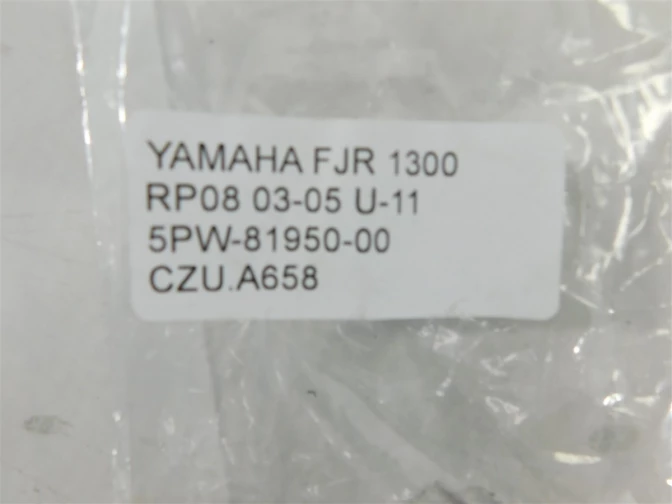 YAMAHA FJR 1300
RP08 03-05 U-11
5PW-81950-00
CZU.A658